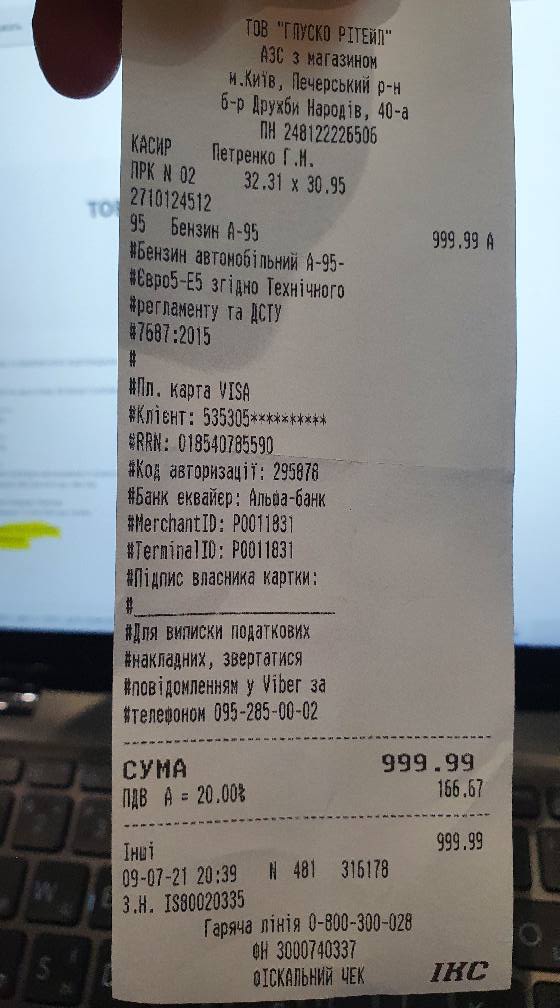 ТОВ "ГЛУСКО РІТЕЙЛ"
АЗС з магазином
м.Київ, Печерський р-н
б-р Дружби Народів, 40-а
ПН 248122226506
КАСИР Петренко Г.М.
ПРК N 02 32.31 x 30.95
2710124512
95 Бензин А-95 999.99 А
#Бензин автомобільний А-95-
#Євро5-Е5 згідно Технічного
#регламенту та ДСТУ
#7687:2015
#
#Пл. карта VISA
#Клієнт: 535305**********
#RRN: 018540785590
#Код авторизації: 295878
#Банк еквайєр: Альфа-банк
#MerchantID: P0011831
#TerminalID: P0011831
#Підпис власника картки:
#____________________
#Для виписки податкових
#накладних, звертатися
#повідомленням у Viber за
#телефоном 095-285-00-02
СУМА 999.99
ПДВ А = 20.00% 166.67
Інші 999.99
09-07-21 20:39 N 481 316178
З.Н. IS80020335
Гаряча лінія 0-800-300-028
ФН 3000740337
ФІСКАЛЬНИЙ ЧЕК ІКС